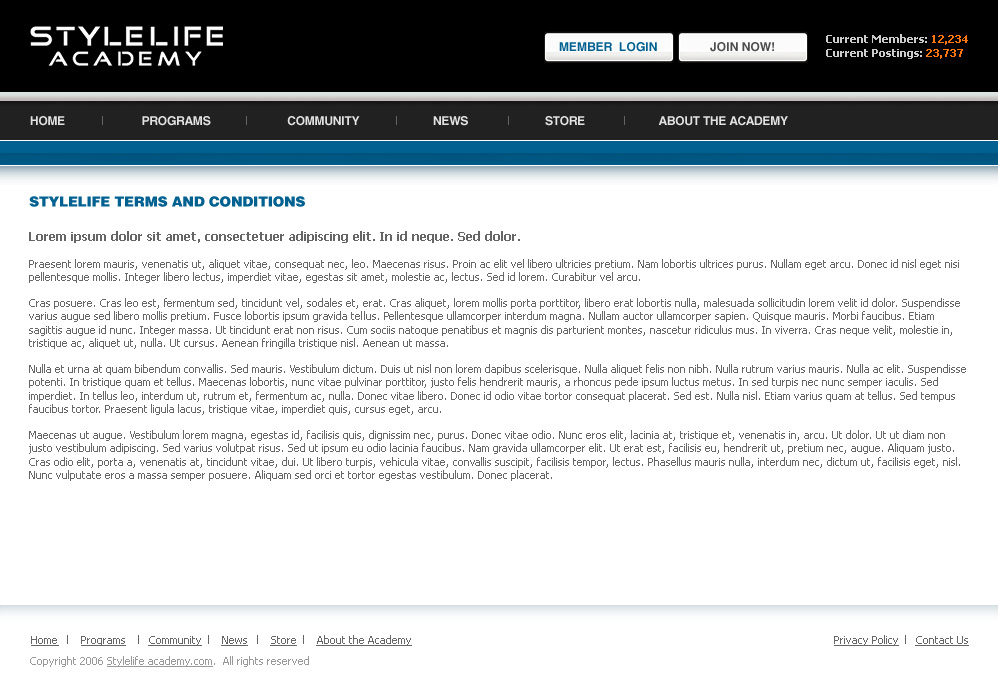 STYLELIFE
ACADEMY
MEMBER LOGIN
JOIN NOW!
Current Members: 12,234
Current Postings: 23,737
HOME | PROGRAMS | COMMUNITY | NEWS | STORE | ABOUT THE ACADEMY
STYLELIFE TERMS AND CONDITIONS
Lorem ipsum dolor sit amet, consectetuer adipiscing elit. In id neque. Sed dolor.
Praesent lorem mauris, venenatis ut, aliquet vitae, consequat nec, leo. Maecenas risus. Proin ac elit vel libero ultricies pretium. Nam lobortis ultrices purus. Nullam eget arcu. Donec id nisl eget nisi
pellentesque mollis. Integer libero lectus, imperdiet vitae, egestas sit amet, molestie ac, lectus. Sed id lorem. Curabitur vel arcu.
Cras posuere. Cras leo est, fermentum sed, tincidunt vel, sodales et, erat. Cras aliquet, lorem mollis porta porttitor, libero erat lobortis nulla, malesuada sollicitudin lorem velit id dolor. Suspendisse
varius augue sed libero mollis pretium. Fusce lobortis ipsum gravida tellus. Pellentesque ullamcorper interdum magna. Nullam auctor ullamcorper sapien. Quisque mauris. Morbi faucibus. Etiam
sagittis augue id nunc. Integer massa. Ut tincidunt erat non risus. Cum sociis natoque penatibus et magnis dis parturient montes, nascetur ridiculus mus. In viverra. Cras neque velit, molestie in,
tristique ac, aliquet ut, nulla. Ut cursus. Aenean fringilla tristique nisl. Aenean ut massa.
Nulla et urna at quam bibendum convallis. Sed mauris. Vestibulum dictum. Duis ut nisl non lorem dapibus scelerisque. Nulla aliquet felis non nibh. Nulla rutrum varius mauris. Nulla ac elit. Suspendisse
potenti. In tristique quam et tellus. Maecenas lobortis, nunc vitae pulvinar porttitor, justo felis hendrerit mauris, a rhoncus pede ipsum luctus metus. In sed turpis nec nunc semper iaculis. Sed
imperdiet. In tellus leo, interdum ut, rutrum et, fermentum ac, nulla. Donec vitae libero. Donec id odio vitae tortor consequat placerat. Sed est. Nulla nisl. Etiam varius quam at tellus. Sed tempus
faucibus tortor. Praesent ligula lacus, tristique vitae, imperdiet quis, cursus eget, arcu.
Maecenas ut augue. Vestibulum lorem magna, egestas id, facilisis quis, dignissim nec, purus. Donec vitae odio. Nunc eros elit, lacinia at, tristique et, venenatis in, arcu. Ut dolor. Ut ut diam non
justo vestibulum adipiscing. Sed varius volutpat risus. Sed ut ipsum eu odio lacinia faucibus. Nam gravida ullamcorper elit. Ut erat est, facilisis eu, hendrerit ut, pretium nec, augue. Aliquam justo.
Cras odio elit, porta a, venenatis at, tincidunt vitae, dui. Ut libero turpis, vehicula vitae, convallis suscipit, facilisis tempor, lectus. Phasellus mauris nulla, interdum nec, dictum ut, facilisis eget, nisl.
Nunc vulputate eros a massa semper posuere. Aliquam sed orci et tortor egestas vestibulum. Donec placerat.
Home | Programs | Community | News | Store | About the Academy
Privacy Policy | Contact Us
Copyright 2006 Stylelife academy.com. All rights reserved